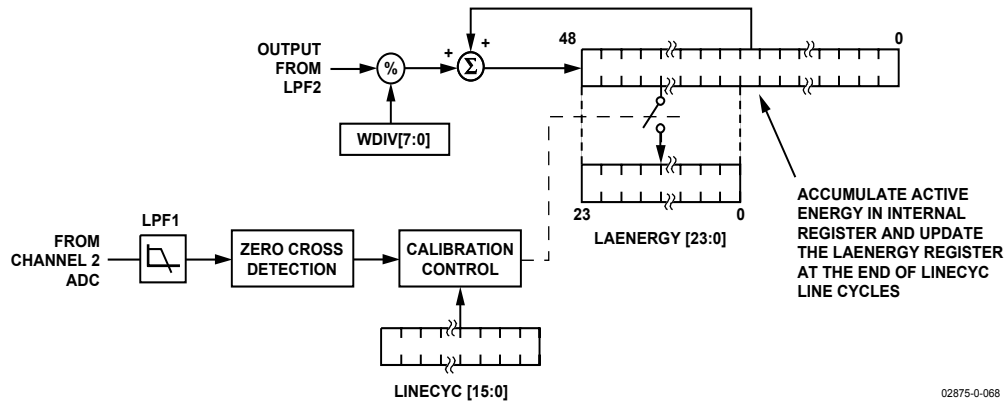 OUTPUT
FROM
LPF2
%
+
+
Σ
48
0
WDIV[7:0]
23
0
LAENERGY [23:0]
ACCUMULATE ACTIVE
ENERGY IN INTERNAL
REGISTER AND UPDATE
THE LAENERGY REGISTER
AT THE END OF LINECYC
LINE CYCLES
FROM
CHANNEL 2
ADC
LPF1
ZERO CROSS
DETECTION
CALIBRATION
CONTROL
LINECYC [15:0]
02875-0-068